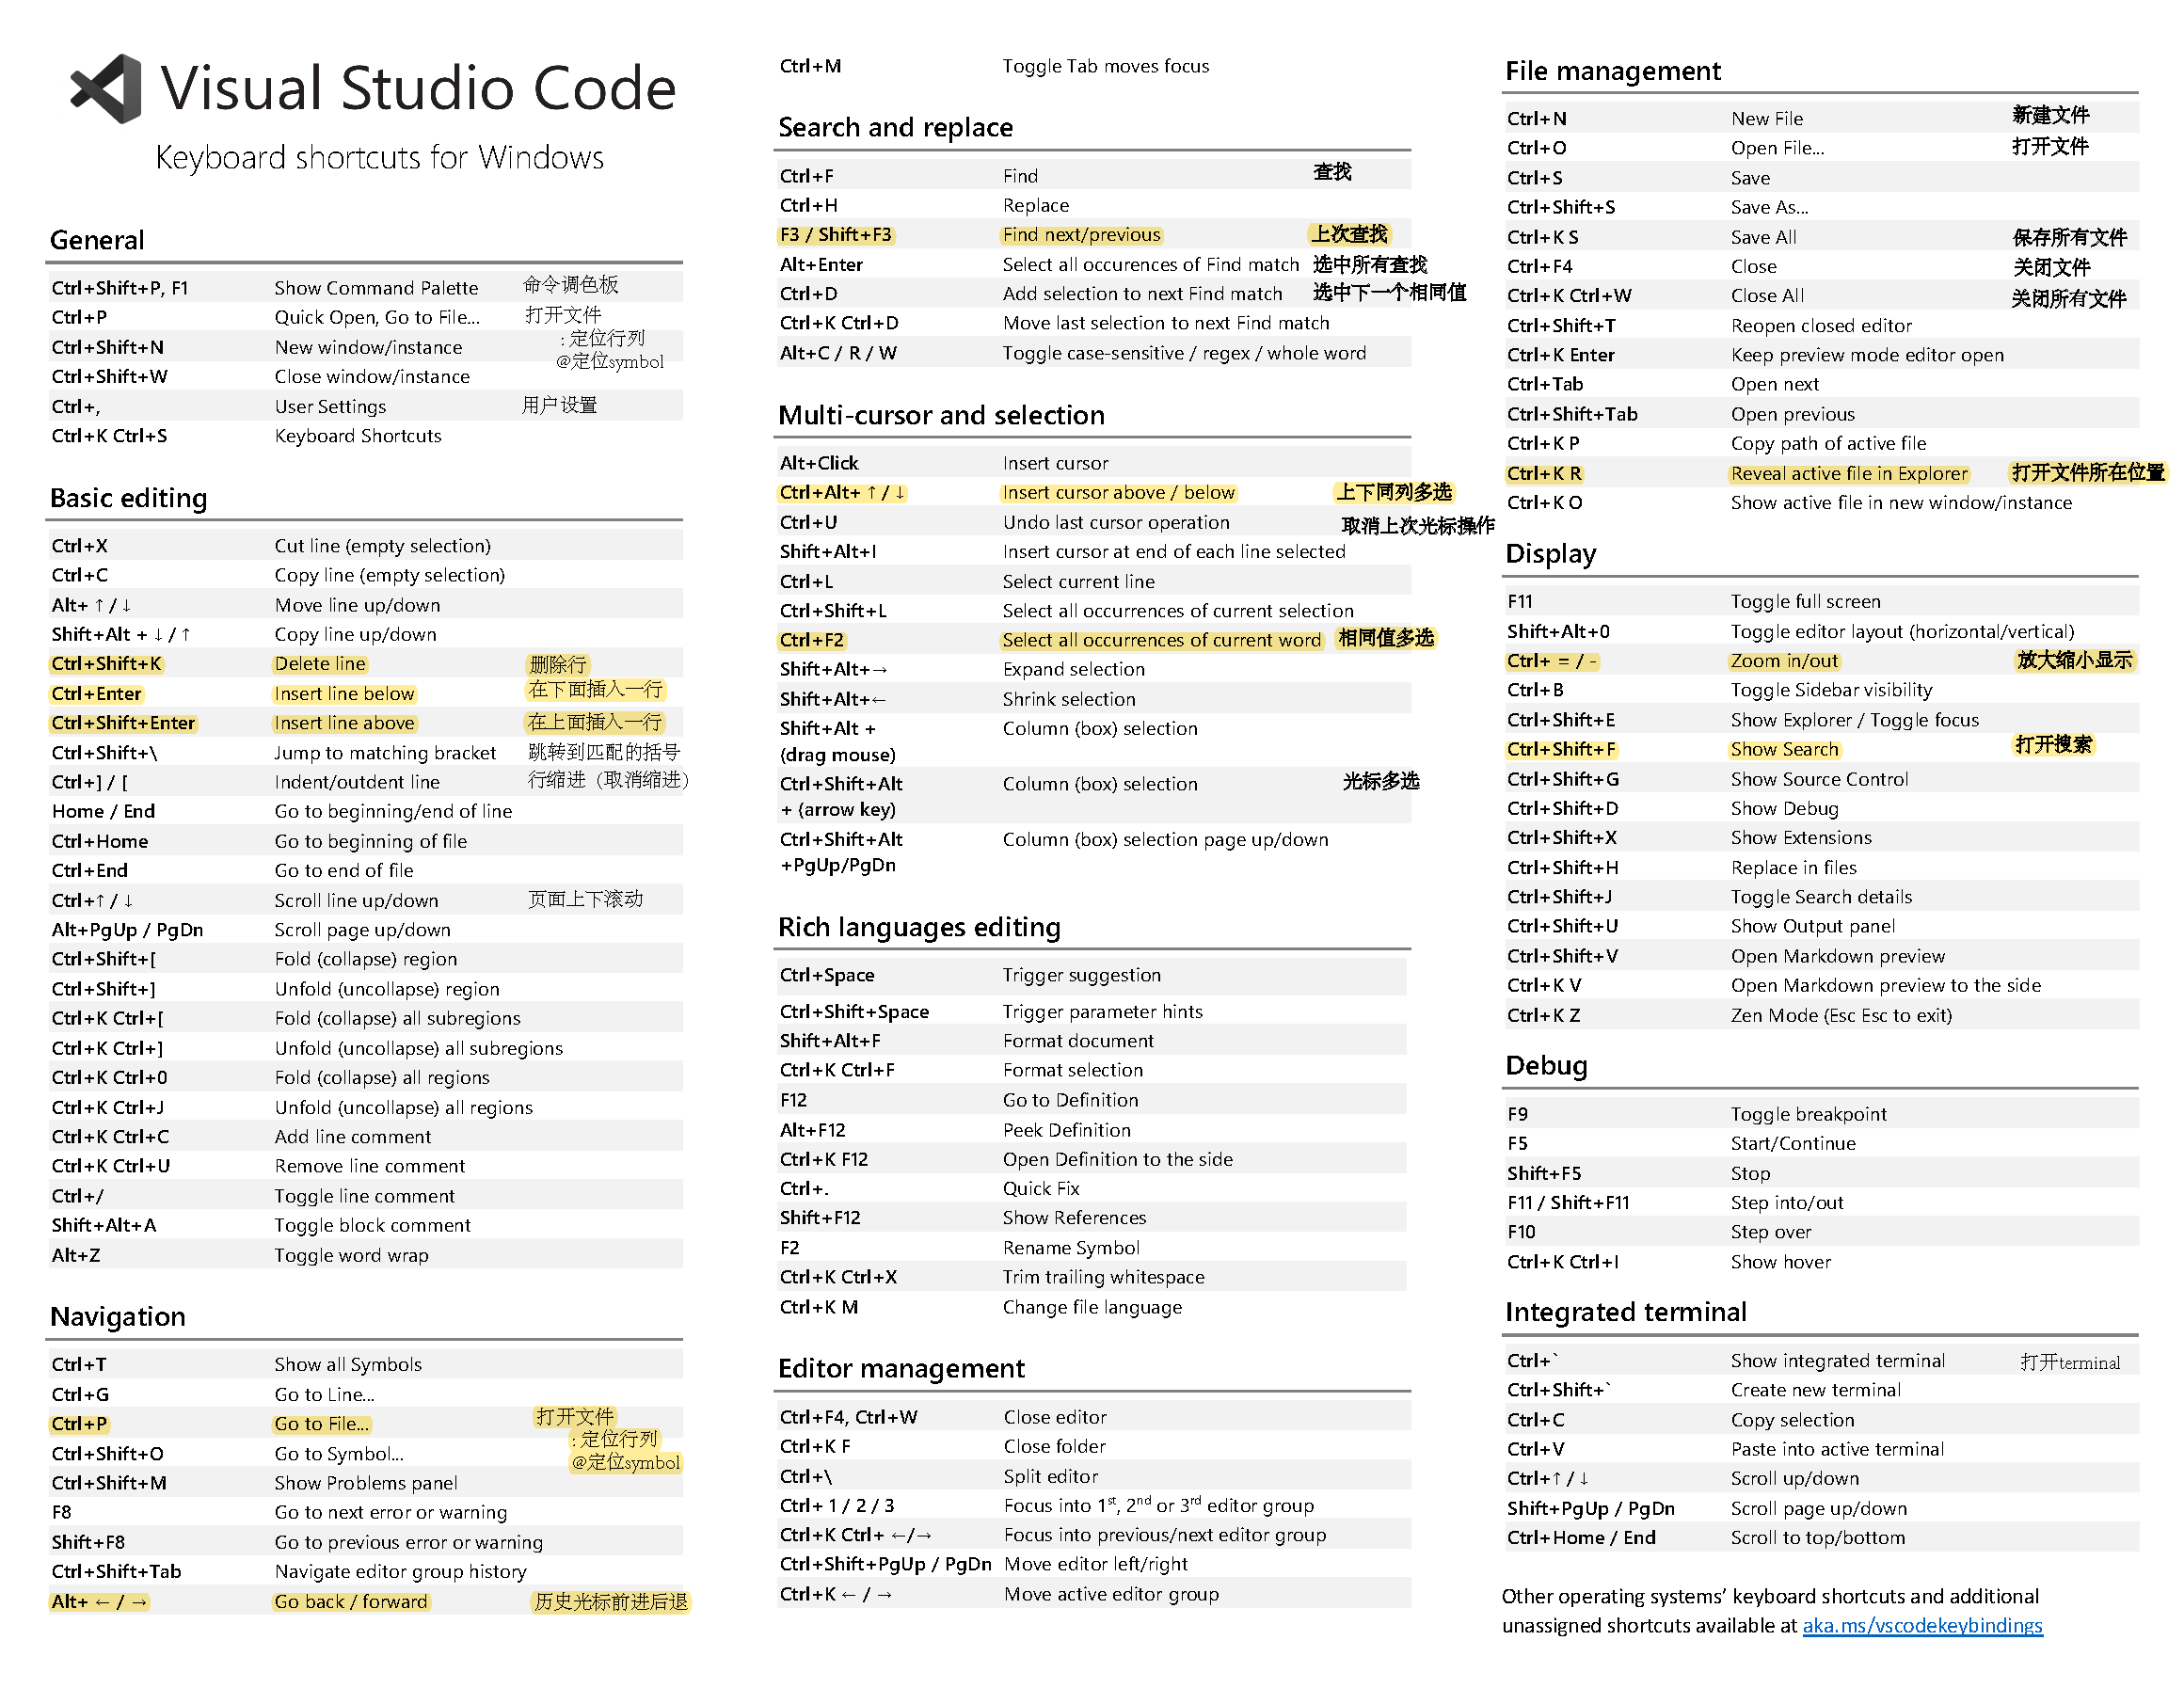 Visual Studio Code
Keyboard shortcuts for Windows
General
Ctrl+Shift+P, F1 Show Command Palette 命令调色板
Ctrl+P Quick Open, Go to File... 打开文件
Ctrl+Shift+N New window/instance : 定位行列
@定位symbol
Ctrl+Shift+W Close window/instance
Ctrl+, User Settings 用户设置
Ctrl+K Ctrl+S Keyboard Shortcuts
Basic editing
Ctrl+X Cut line (empty selection)
Ctrl+C Copy line (empty selection)
Alt+ ↑ / ↓ Move line up/down
Shift+Alt + ↓ / ↑ Copy line up/down
Ctrl+Shift+K Delete line 删除行
Ctrl+Enter Insert line below 在下面插入一行
Ctrl+Shift+Enter Insert line above 在上面插入一行
Ctrl+Shift+\ Jump to matching bracket 跳转到匹配的括号
Ctrl+] / [ Indent/outdent line 行缩进（取消缩进）
Home / End Go to beginning/end of line
Ctrl+Home Go to beginning of file
Ctrl+End Go to end of file
Ctrl+↑ / ↓ Scroll line up/down 页面上下滚动
Alt+PgUp / PgDn Scroll page up/down
Ctrl+Shift+[ Fold (collapse) region
Ctrl+Shift+] Unfold (uncollapse) region
Ctrl+K Ctrl+[ Fold (collapse) all subregions
Ctrl+K Ctrl+] Unfold (uncollapse) all subregions
Ctrl+K Ctrl+0 Fold (collapse) all regions
Ctrl+K Ctrl+J Unfold (uncollapse) all regions
Ctrl+K Ctrl+C Add line comment
Ctrl+K Ctrl+U Remove line comment
Ctrl+/ Toggle line comment
Shift+Alt+A Toggle block comment
Alt+Z Toggle word wrap
Navigation
Ctrl+T Show all Symbols
Ctrl+G Go to Line...
Ctrl+P Go to File... 打开文件
: 定位行列
Ctrl+Shift+O Go to Symbol... @定位symbol
Ctrl+Shift+M Show Problems panel
F8 Go to next error or warning
Shift+F8 Go to previous error or warning
Ctrl+Shift+Tab Navigate editor group history
Alt+ ← / → Go back / forward 历史光标前进后退
Ctrl+M Toggle Tab moves focus
Search and replace
Ctrl+F Find 查找
Ctrl+H Replace
F3 / Shift+F3 Find next/previous 上次查找
Alt+Enter Select all occurences of Find match 选中所有查找
Ctrl+D Add selection to next Find match 选中下一个相同值
Ctrl+K Ctrl+D Move last selection to next Find match
Alt+C / R / W Toggle case-sensitive / regex / whole word
Multi-cursor and selection
Alt+Click Insert cursor
Ctrl+Alt+ ↑ / ↓ Insert cursor above / below 上下同列多选
Ctrl+U Undo last cursor operation 取消上次光标操作
Shift+Alt+I Insert cursor at end of each line selected
Ctrl+L Select current line
Ctrl+Shift+L Select all occurrences of current selection
Ctrl+F2 Select all occurrences of current word 相同值多选
Shift+Alt+→ Expand selection
Shift+Alt+← Shrink selection
Shift+Alt + Column (box) selection
(drag mouse)
Ctrl+Shift+Alt Column (box) selection 光标多选
+ (arrow key)
Ctrl+Shift+Alt Column (box) selection page up/down
+PgUp/PgDn
Rich languages editing
Ctrl+Space Trigger suggestion
Ctrl+Shift+Space Trigger parameter hints
Shift+Alt+F Format document
Ctrl+K Ctrl+F Format selection
F12 Go to Definition
Alt+F12 Peek Definition
Ctrl+K F12 Open Definition to the side
Ctrl+. Quick Fix
Shift+F12 Show References
F2 Rename Symbol
Ctrl+K Ctrl+X Trim trailing whitespace
Ctrl+K M Change file language
Editor management
Ctrl+F4, Ctrl+W Close editor
Ctrl+K F Close folder
Ctrl+\ Split editor
Ctrl+ 1 / 2 / 3 Focus into 1st, 2nd or 3rd editor group
Ctrl+K Ctrl+ ←/→ Focus into previous/next editor group
Ctrl+Shift+PgUp / PgDn Move editor left/right
Ctrl+K ← / → Move active editor group
File management
Ctrl+N New File 新建文件
Ctrl+O Open File... 打开文件
Ctrl+S Save
Ctrl+Shift+S Save As...
Ctrl+K S Save All 保存所有文件
Ctrl+F4 Close 关闭文件
Ctrl+K Ctrl+W Close All 关闭所有文件
Ctrl+Shift+T Reopen closed editor
Ctrl+K Enter Keep preview mode editor open
Ctrl+Tab Open next
Ctrl+Shift+Tab Open previous
Ctrl+K P Copy path of active file
Ctrl+K R Reveal active file in Explorer 打开文件所在位置
Ctrl+K O Show active file in new window/instance
Display
F11 Toggle full screen
Shift+Alt+0 Toggle editor layout (horizontal/vertical)
Ctrl+ = / - Zoom in/out 放大缩小显示
Ctrl+B Toggle Sidebar visibility
Ctrl+Shift+E Show Explorer / Toggle focus
Ctrl+Shift+F Show Search 打开搜索
Ctrl+Shift+G Show Source Control
Ctrl+Shift+D Show Debug
Ctrl+Shift+X Show Extensions
Ctrl+Shift+H Replace in files
Ctrl+Shift+J Toggle Search details
Ctrl+Shift+U Show Output panel
Ctrl+Shift+V Open Markdown preview
Ctrl+K V Open Markdown preview to the side
Ctrl+K Z Zen Mode (Esc Esc to exit)
Debug
F9 Toggle breakpoint
F5 Start/Continue
Shift+F5 Stop
F11 / Shift+F11 Step into/out
F10 Step over
Ctrl+K Ctrl+I Show hover
Integrated terminal
Ctrl+` Show integrated terminal 打开terminal
Ctrl+Shift+` Create new terminal
Ctrl+C Copy selection
Ctrl+V Paste into active terminal
Ctrl+↑ / ↓ Scroll up/down
Shift+PgUp / PgDn Scroll page up/down
Ctrl+Home / End Scroll to top/bottom
Other operating systems’ keyboard shortcuts and additional
unassigned shortcuts available at aka.ms/vscodekeybindings